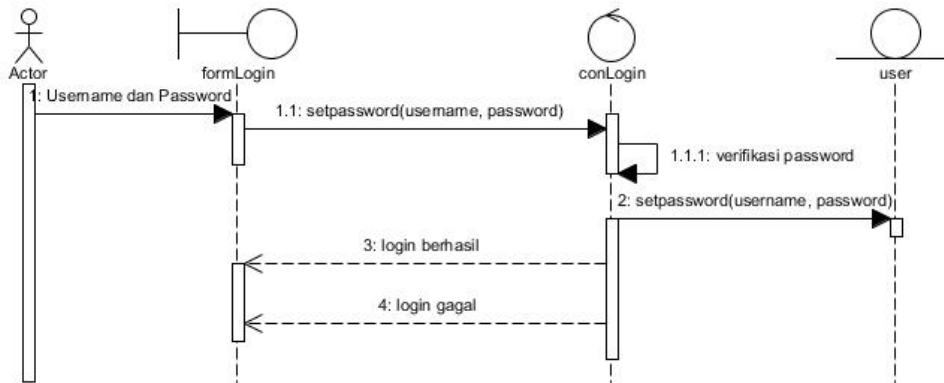 Actor
formLogin
conLogin
user
1: Username dan Password
1.1: setpassword(username, password)
1.1.1: verifikasi password
2: setpassword(username, password)
3: login berhasil
4: login gagal